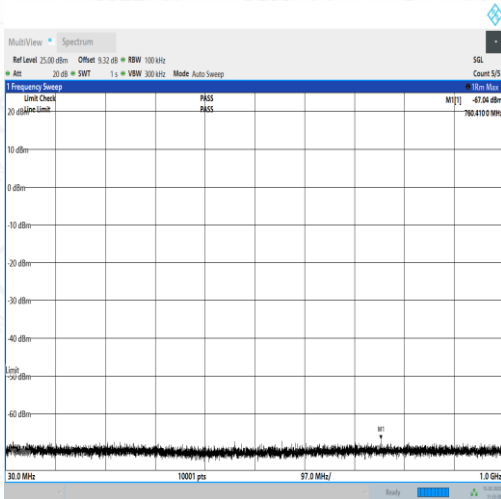 MultiView Spectrum
Ref Level 25.00 dBm Offset 9.32 dB RBW 100 kHz SGL
Att 20 dB SWT 1 s VBW 300 kHz Mode Auto Sweep Count 5/5
1 Frequency Sweep 1Rm Max
Limit Check PASS M1[1] -67.04 dBm
Line Limit PASS 760.4100 MHz
20 dBm
10 dBm
0 dBm
-10 dBm
-20 dBm
-30 dBm
-40 dBm
Limit
-50 dBm
-60 dBm
M1
30.0 MHz 10001 pts 97.0 MHz/ 1.0 GHz
Ready